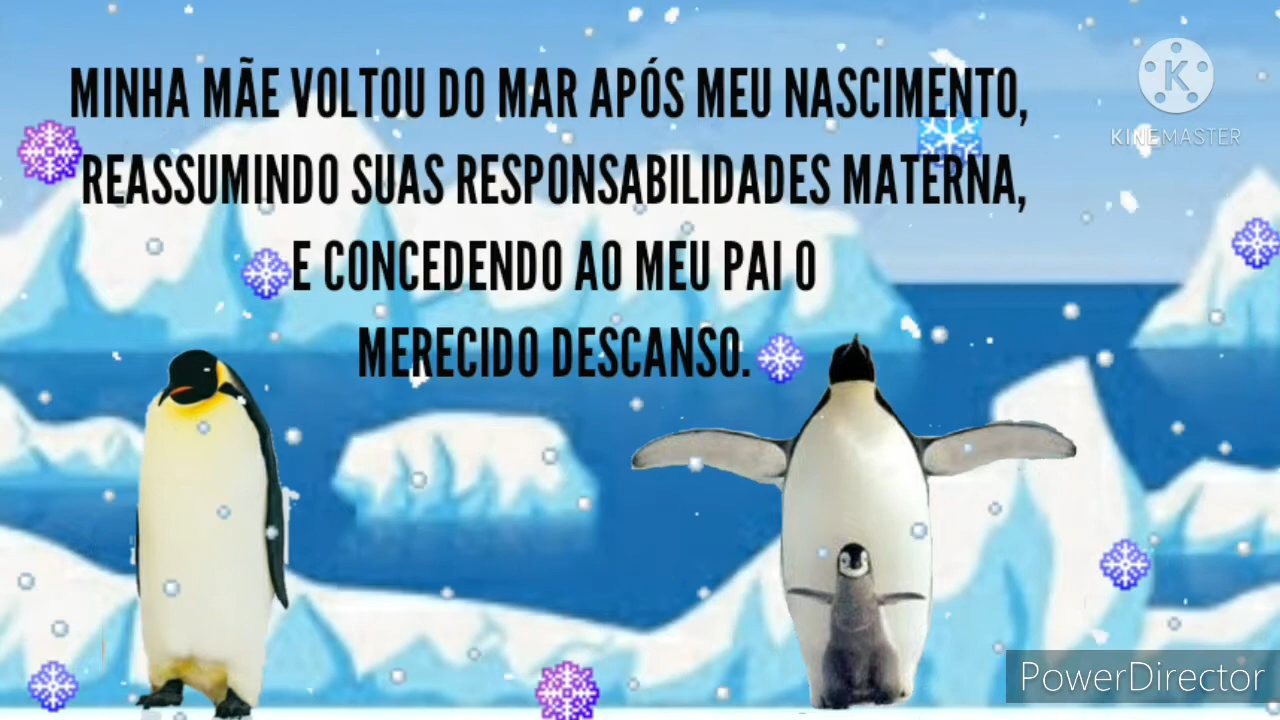 MINHA MÃE VOLTOU DO MAR APÓS MEU NASCIMENTO,
REASSUMINDO SUAS RESPONSABILIDADES MATERNA,
E CONCEDENDO AO MEU PAI O
MERECIDO DESCANSO.
K
KINEMASTER
PowerDirector